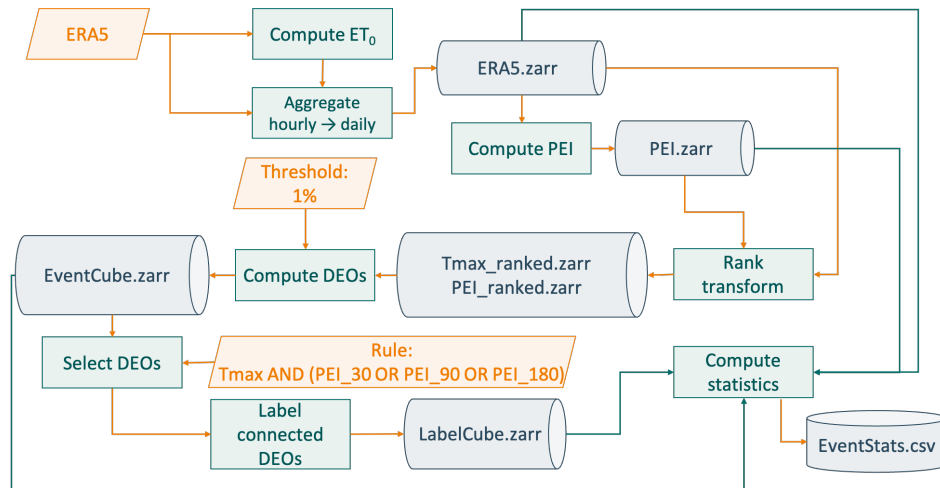 ERA5
Compute ET₀
Aggregate
hourly → daily
ERA5.zarr
Compute PEI
PEI.zarr
Threshold:
1%
EventCube.zarr
Compute DEOs
Tmax_ranked.zarr
PEI_ranked.zarr
Rank
transform
Select DEOs
Rule:
Tmax AND (PEI_30 OR PEI_90 OR PEI_180)
Compute
statistics
Label
connected
DEOs
LabelCube.zarr
EventStats.csv